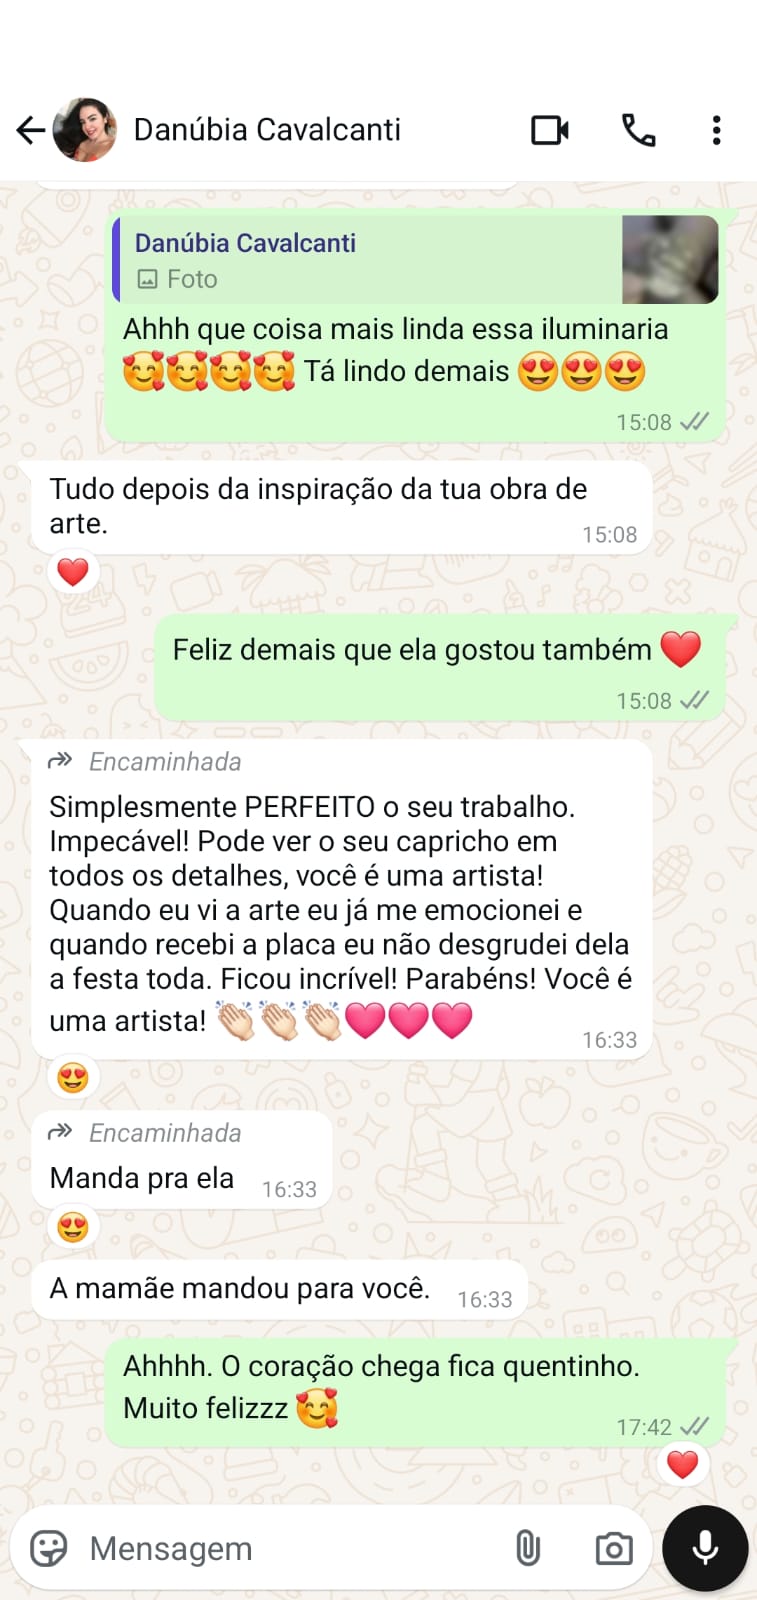 Danúbia Cavalcanti
Danúbia Cavalcanti
Foto
Ahhh que coisa mais linda essa iluminaria
🥰🥰🥰🥰 Tá lindo demais 😍😍😍
15:08
Tudo depois da inspiração da tua obra de
arte.
15:08
❤️
Feliz demais que ela gostou também ❤️
15:08
Encaminhada
Simplesmente PERFEITO o seu trabalho.
Impecável! Pode ver o seu capricho em
todos os detalhes, você é uma artista!
Quando eu vi a arte eu já me emocionei e
quando recebi a placa eu não desgrudei dela
a festa toda. Ficou incrível! Parabéns! Você é
uma artista! 👏🏻👏🏻👏🏻🩷🩷🩷
16:33
😍
Encaminhada
Manda pra ela
16:33
😍
A mamãe mandou para você.
16:33
Ahhhh. O coração chega fica quentinho.
Muito felizzz 🥰
17:42
❤️
Mensagem